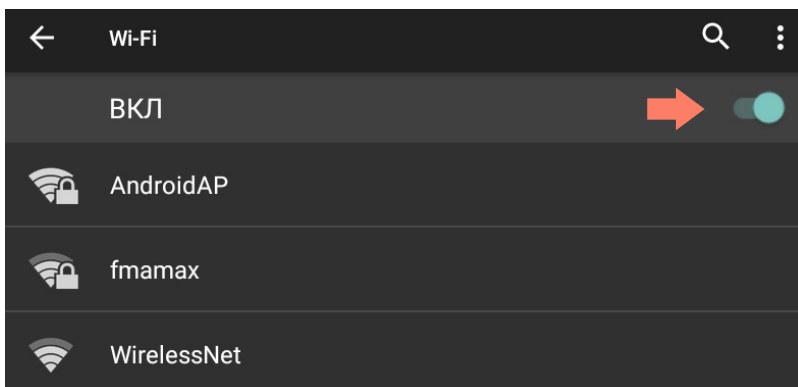 Wi-Fi
ВКЛ
AndroidAP
fmamax
WirelessNet